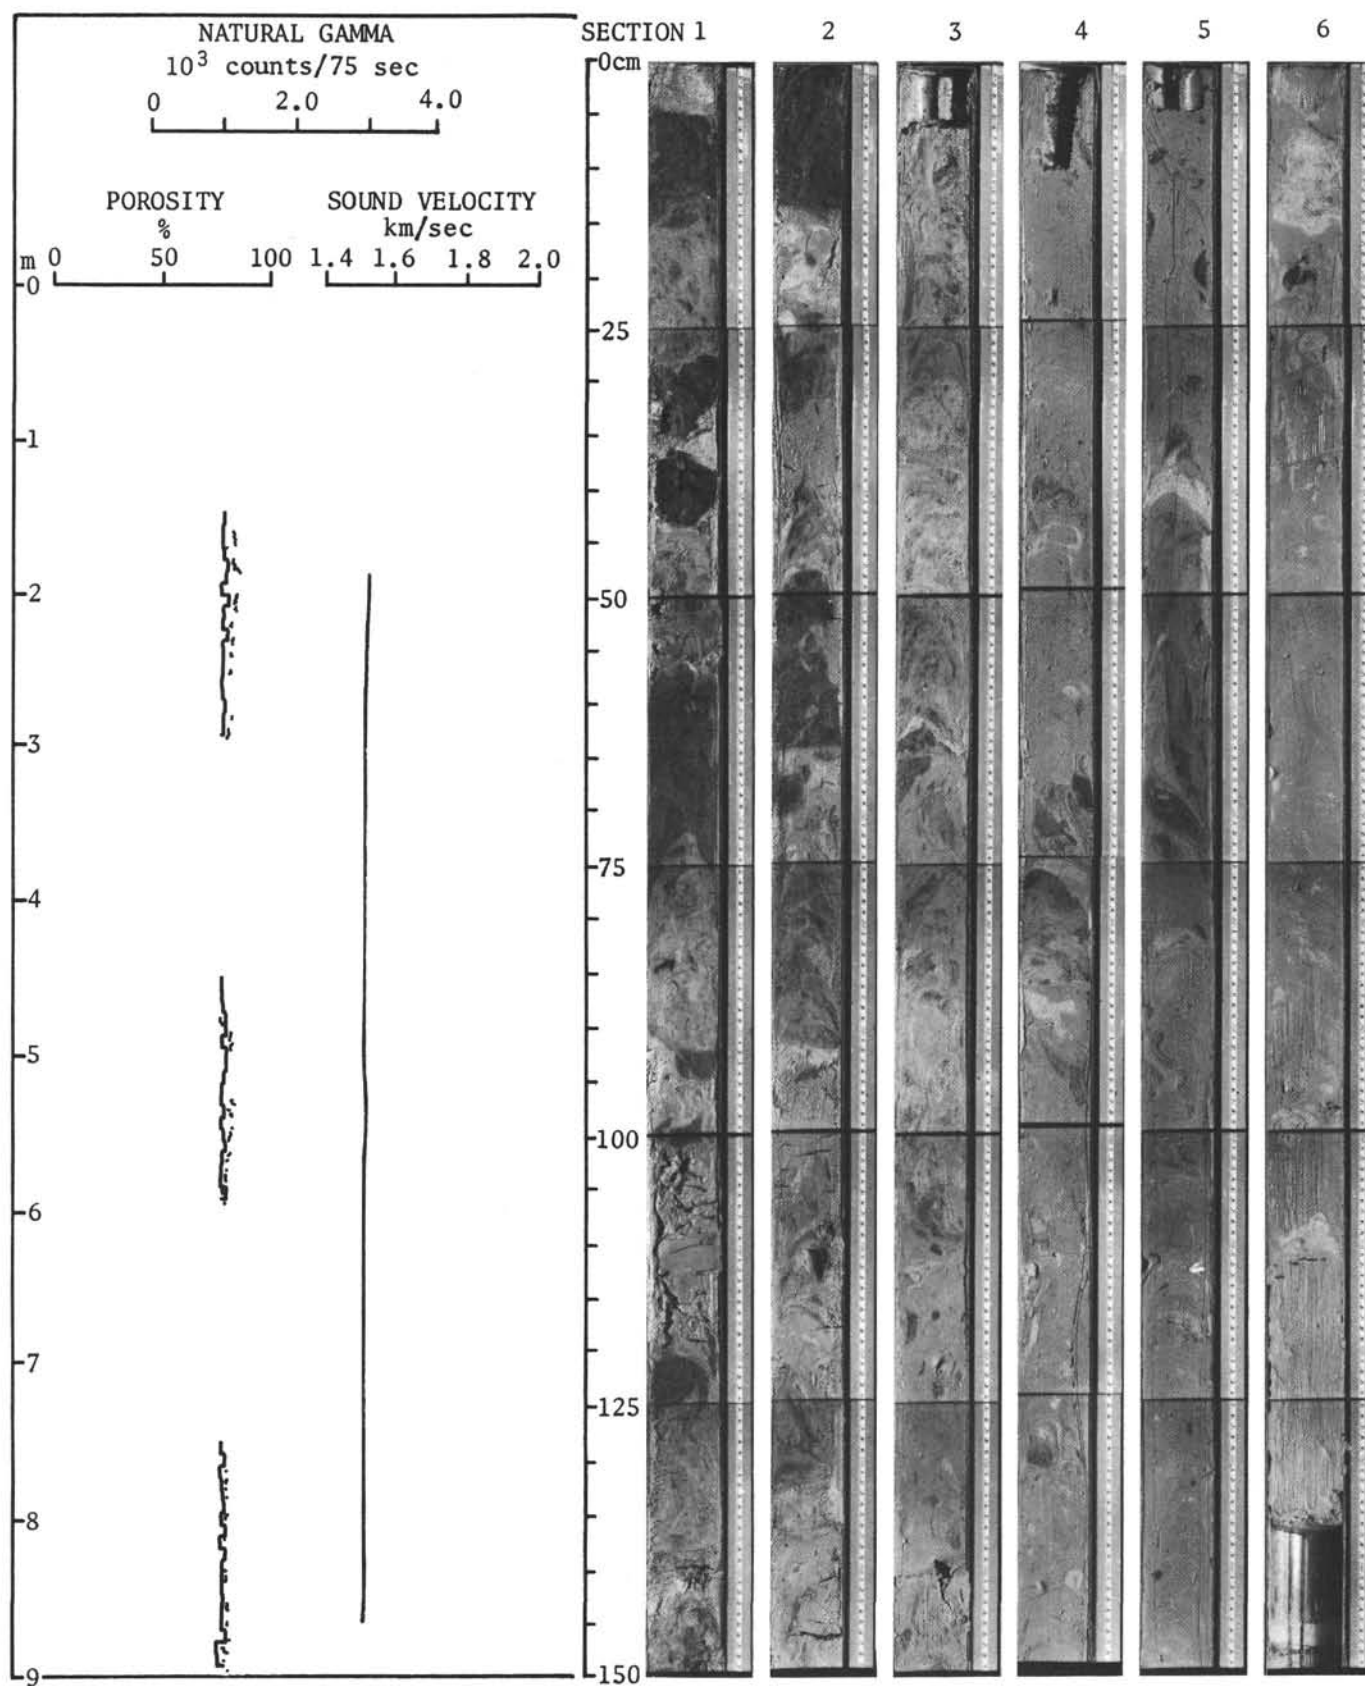 NATURAL GAMMA
10³ counts/75 sec
0 2.0 4.0
POROSITY
%
0 50 100
SOUND VELOCITY
km/sec
1.4 1.6 1.8 2.0
m
0
1
2
3
4
5
6
7
8
9
SECTION 1 2 3 4 5 6
0cm
25
50
75
100
125
150